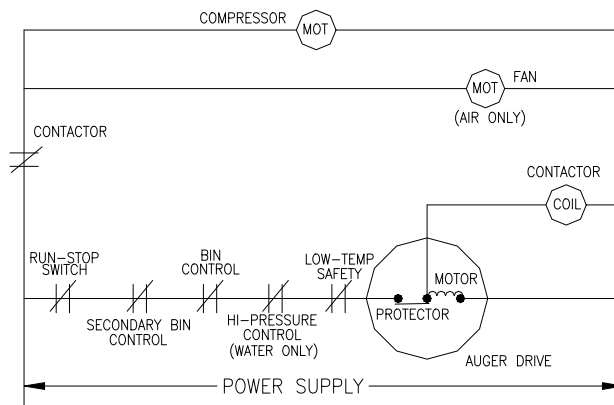 COMPRESSOR
MOT
MOT
FAN
(AIR ONLY)
CONTACTOR
CONTACTOR
COIL
RUN-STOP
SWITCH
SECONDARY BIN
CONTROL
BIN
CONTROL
HI-PRESSURE
CONTROL
(WATER ONLY)
LOW-TEMP
SAFETY
MOTOR
PROTECTOR
AUGER DRIVE
POWER SUPPLY